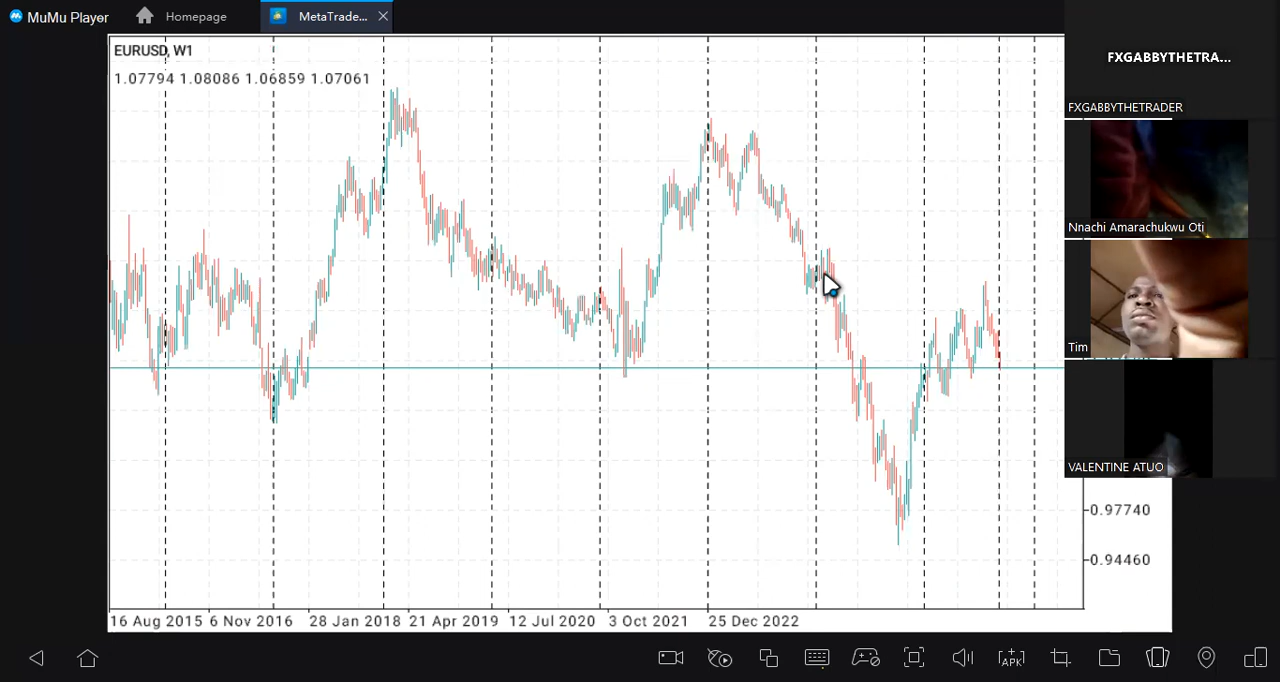 MuMu Player
Homepage
MetaTrade...
EURUSD, W1
1.07794 1.08086 1.06859 1.07061
FXGABBYTHETRA...
FXGABBYTHETRADER
Nnachi Amarachukwu Oti
Tim
VALENTINE ATUO
0.97740
0.94460
16 Aug 2015 6 Nov 2016 28 Jan 2018 21 Apr 2019 12 Jul 2020 3 Oct 2021 25 Dec 2022
APK